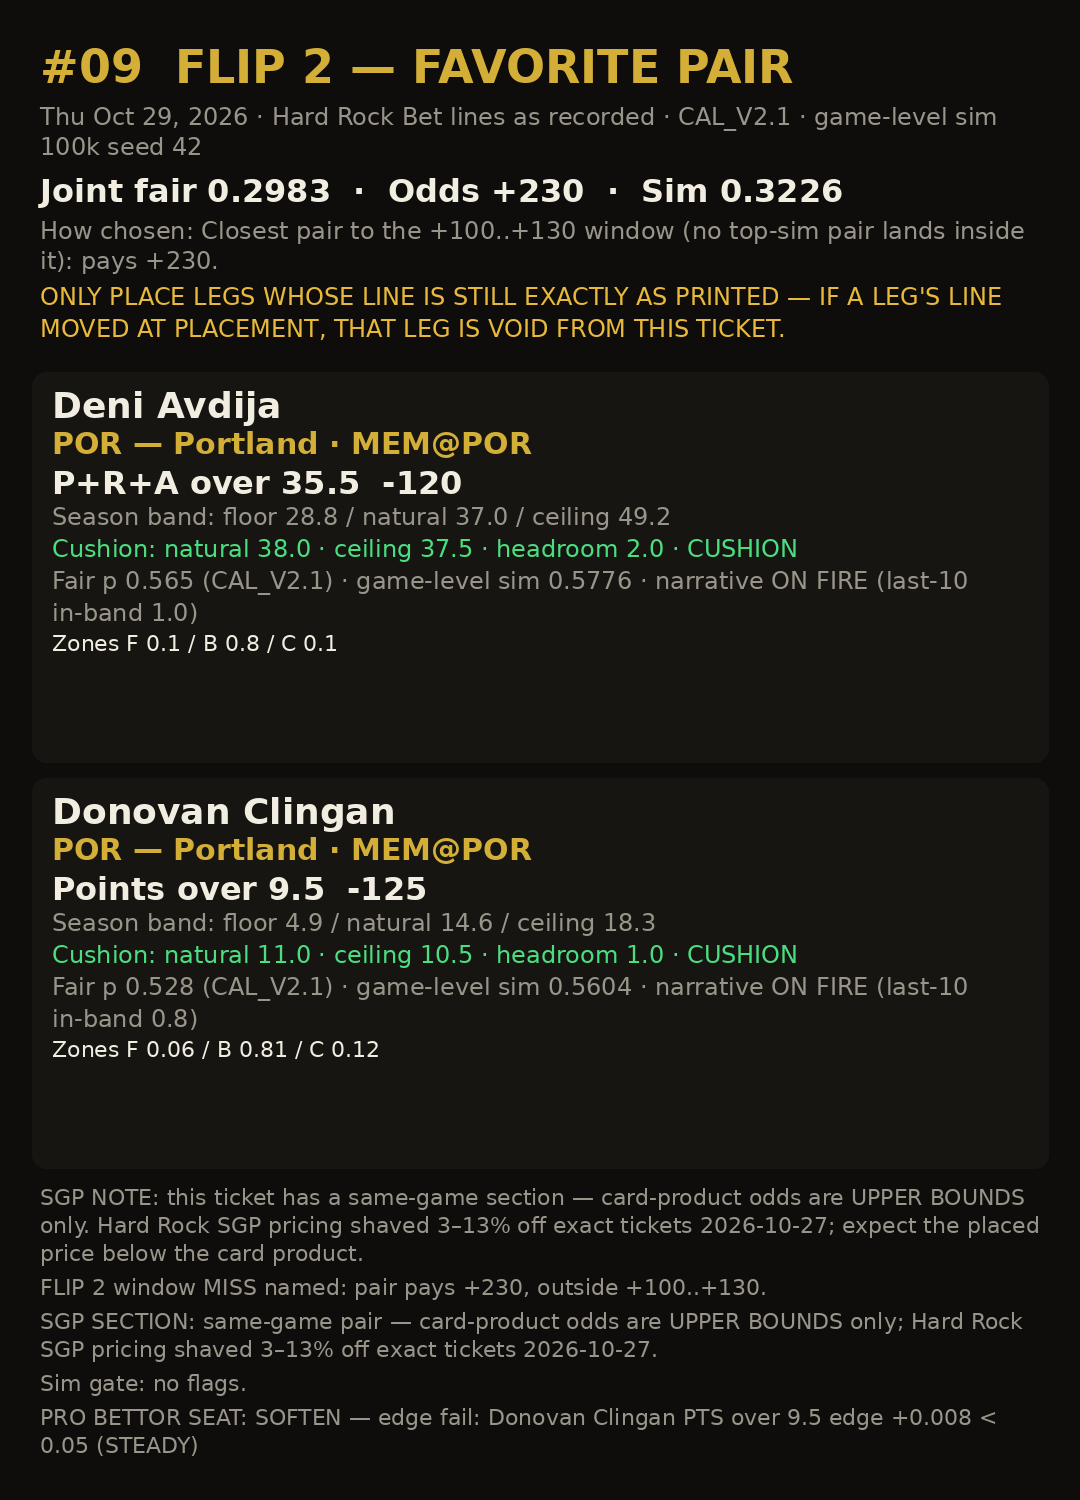 #09  FLIP 2 — FAVORITE PAIR
Thu Oct 29, 2026 · Hard Rock Bet lines as recorded · CAL_V2.1 · game-level sim
100k seed 42
Joint fair 0.2983  ·  Odds +230  ·  Sim 0.3226
How chosen: Closest pair to the +100..+130 window (no top-sim pair lands inside
it): pays +230.
ONLY PLACE LEGS WHOSE LINE IS STILL EXACTLY AS PRINTED — IF A LEG'S LINE
MOVED AT PLACEMENT, THAT LEG IS VOID FROM THIS TICKET.
Deni Avdija
POR — Portland · MEM@POR
P+R+A over 35.5  -120
Season band: floor 28.8 / natural 37.0 / ceiling 49.2
Cushion: natural 38.0 · ceiling 37.5 · headroom 2.0 · CUSHION
Fair p 0.565 (CAL_V2.1) · game-level sim 0.5776 · narrative ON FIRE (last-10
in-band 1.0)
Zones F 0.1 / B 0.8 / C 0.1
Donovan Clingan
POR — Portland · MEM@POR
Points over 9.5  -125
Season band: floor 4.9 / natural 14.6 / ceiling 18.3
Cushion: natural 11.0 · ceiling 10.5 · headroom 1.0 · CUSHION
Fair p 0.528 (CAL_V2.1) · game-level sim 0.5604 · narrative ON FIRE (last-10
in-band 0.8)
Zones F 0.06 / B 0.81 / C 0.12
SGP NOTE: this ticket has a same-game section — card-product odds are UPPER BOUNDS
only. Hard Rock SGP pricing shaved 3–13% off exact tickets 2026-10-27; expect the placed
price below the card product.
FLIP 2 window MISS named: pair pays +230, outside +100..+130.
SGP SECTION: same-game pair — card-product odds are UPPER BOUNDS only; Hard Rock
SGP pricing shaved 3–13% off exact tickets 2026-10-27.
Sim gate: no flags.
PRO BETTOR SEAT: SOFTEN — edge fail: Donovan Clingan PTS over 9.5 edge +0.008 <
0.05 (STEADY)